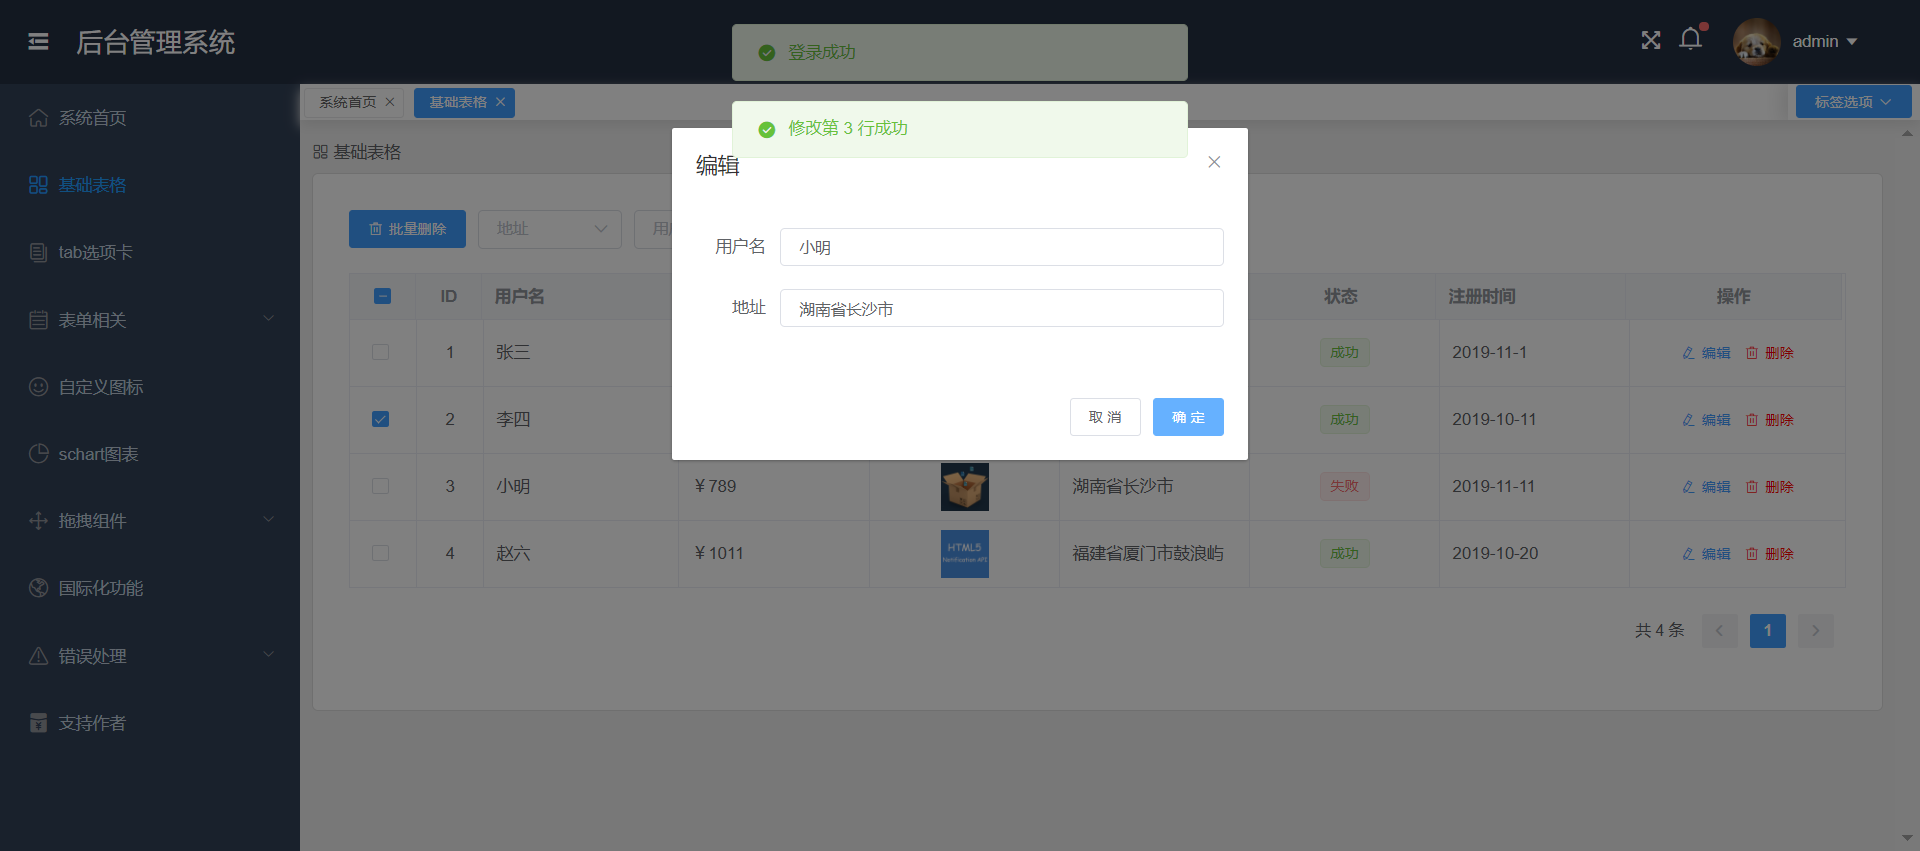 后台管理系统
登录成功
admin
系统首页
基础表格
标签选项
修改第 3 行成功
系统首页
基础表格
tab选项卡
表单相关
自定义图标
schart图表
拖拽组件
国际化功能
错误处理
支持作者
基础表格
编辑
批量删除
地址
用户名
小明
地址
湖南省长沙市
取 消
确 定
ID 用户名 状态 注册时间 操作
1 张三 成功 2019-11-1 编辑 删除
2 李四 成功 2019-10-11 编辑 删除
3 小明 ¥789 湖南省长沙市 失败 2019-11-11 编辑 删除
4 赵六 ¥1011 HTML5 Notification API 福建省厦门市鼓浪屿 成功 2019-10-20 编辑 删除
共 4 条
1